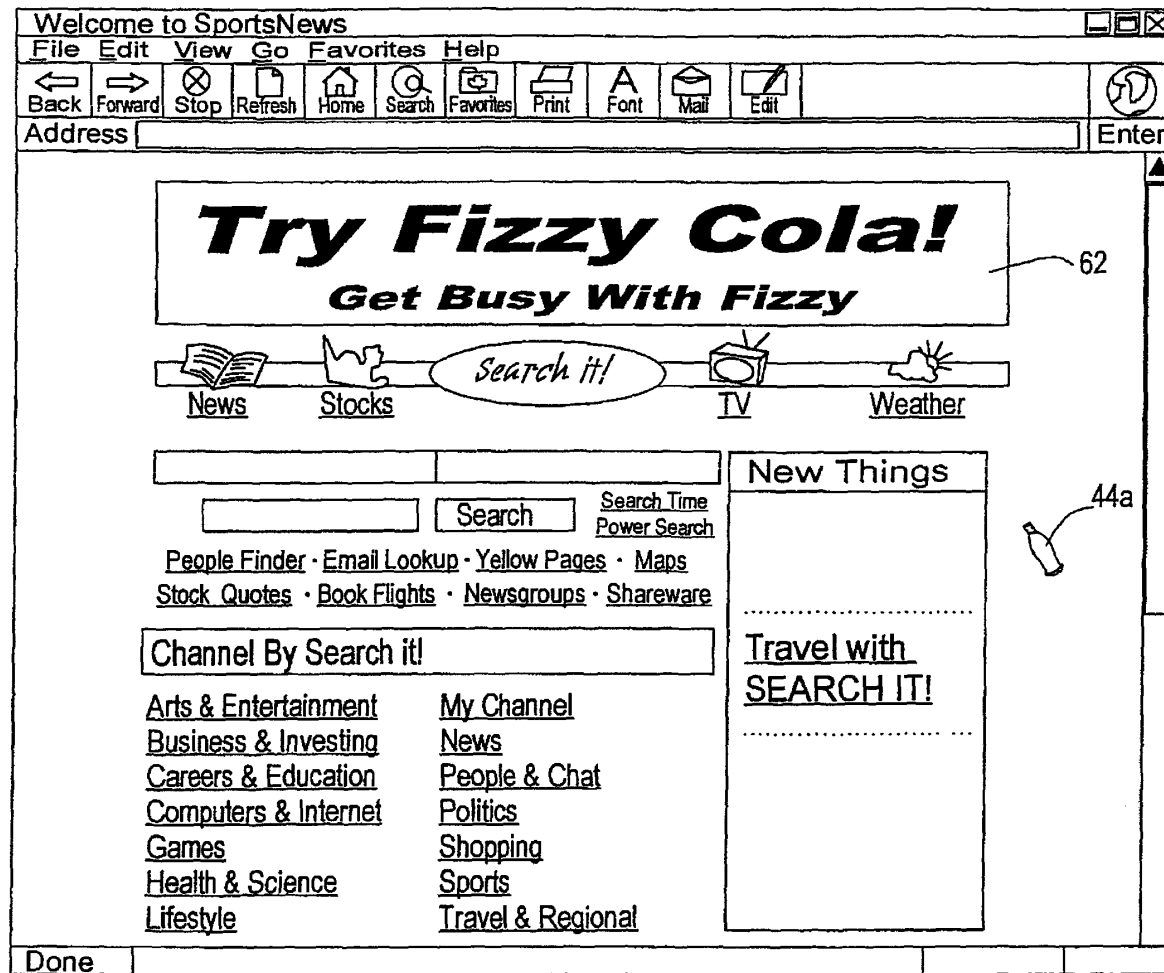 Welcome to SportsNews
File Edit View Go Favorites Help
Back Forward Stop Refresh Home Search Favorites Print Font Mail Edit
Address Enter
Try Fizzy Cola!
62
Get Busy With Fizzy
Search it!
News Stocks TV Weather
New Things
Search Time
Search
Power Search
44a
People Finder · Email Lookup · Yellow Pages · Maps
Stock Quotes · Book Flights · Newsgroups · Shareware
Channel By Search it!
Travel with
SEARCH IT!
Arts & Entertainment My Channel
Business & Investing News
Careers & Education People & Chat
Computers & Internet Politics
Games Shopping
Health & Science Sports
Lifestyle Travel & Regional
Done